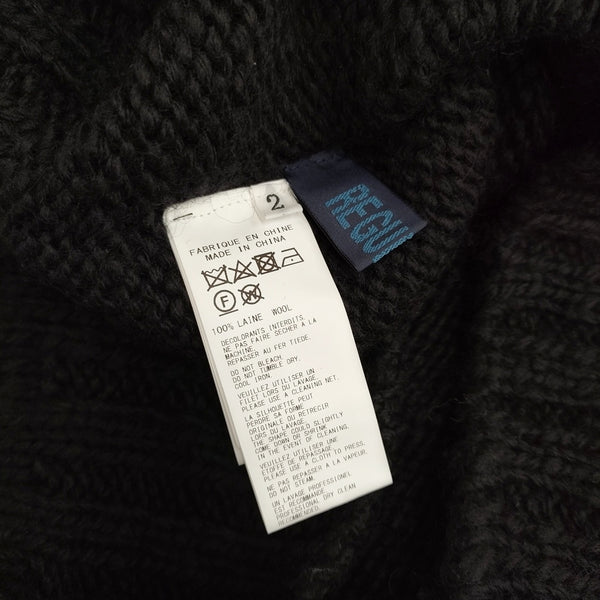 2
REGU
FABRIQUE EN CHINE
MADE IN CHINA
F
W
100% LAINE WOOL
DECOLORANTS INTERDITS.
NE PAS FAIRE SECHER A LA
MACHINE.
REPASSER AU FER TIEDE.
DO NOT BLEACH.
DO NOT TUMBLE DRY.
COOL IRON.
VEUILLEZ UTILISER UN
FILET LORS DU LAVAGE.
PLEASE USE A CLEANING NET.
LA SILHOUETTE PEUT
PERDRE SA FORME
ORIGINALE OU RETRECIR
LORS DU LAVAGE.
THE SHAPE COULD SLIGHTLY
COME DOWN OR SHRINK
IN THE EVENT OF CLEANING.
VEUILLEZ UTILISER UNE
ETOFFE DE REPASSAGE.
PLEASE USE A CLOTH TO PRESS.
NE PAS REPASSER A LA VAPEUR.
DO NOT STEAM.
UN LAVAGE PROFESSIONEL
EST RECOMMANDE.
PROFESSIONAL DRY CLEAN
RECOMMENDED.